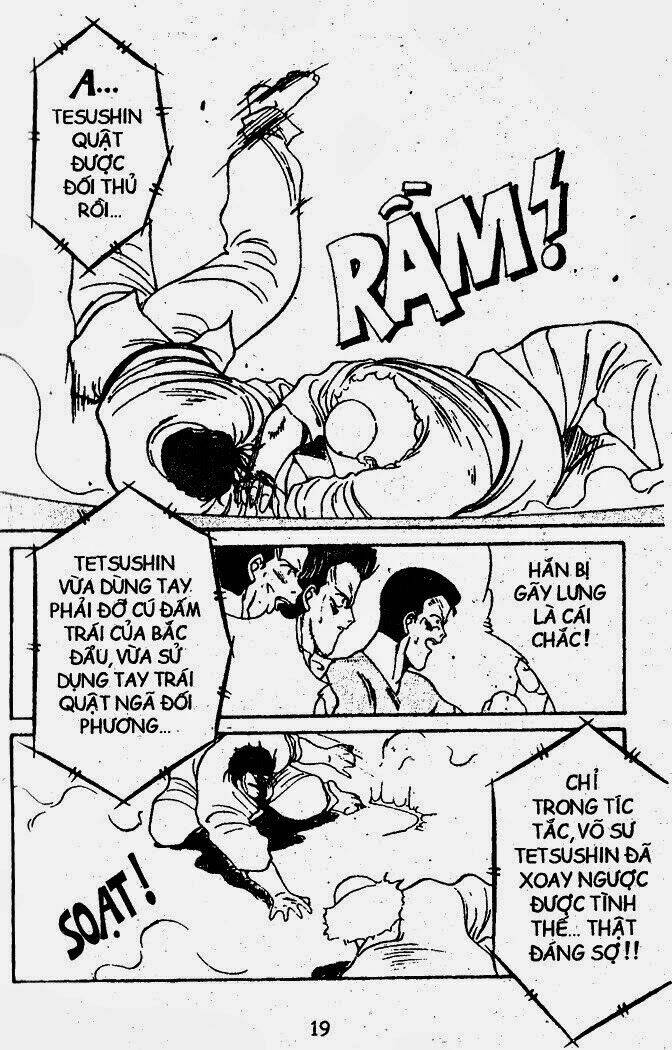 A...
TESUSHIN
QUẬT
ĐƯỢC
ĐỐI THỦ
RỒI...
RẦM!
TETSUSHIN
VỪA DÙNG TAY
PHẢI ĐỠ CÚ ĐẤM
TRÁI CỦA BẮC
ĐẨU, VỪA SỬ
DỤNG TAY TRÁI
QUẬT NGÃ ĐỐI
PHƯƠNG...
HẮN BỊ
GÃY LƯNG
LÀ CÁI
CHẮC!
CHỈ
TRONG TÍC
TẮC, VÕ SƯ
TETSUSHIN ĐÃ
XOAY NGƯỢC
ĐƯỢC TÌNH
THẾ... THẬT
ĐÁNG SỢ!!
SOẠT!
19